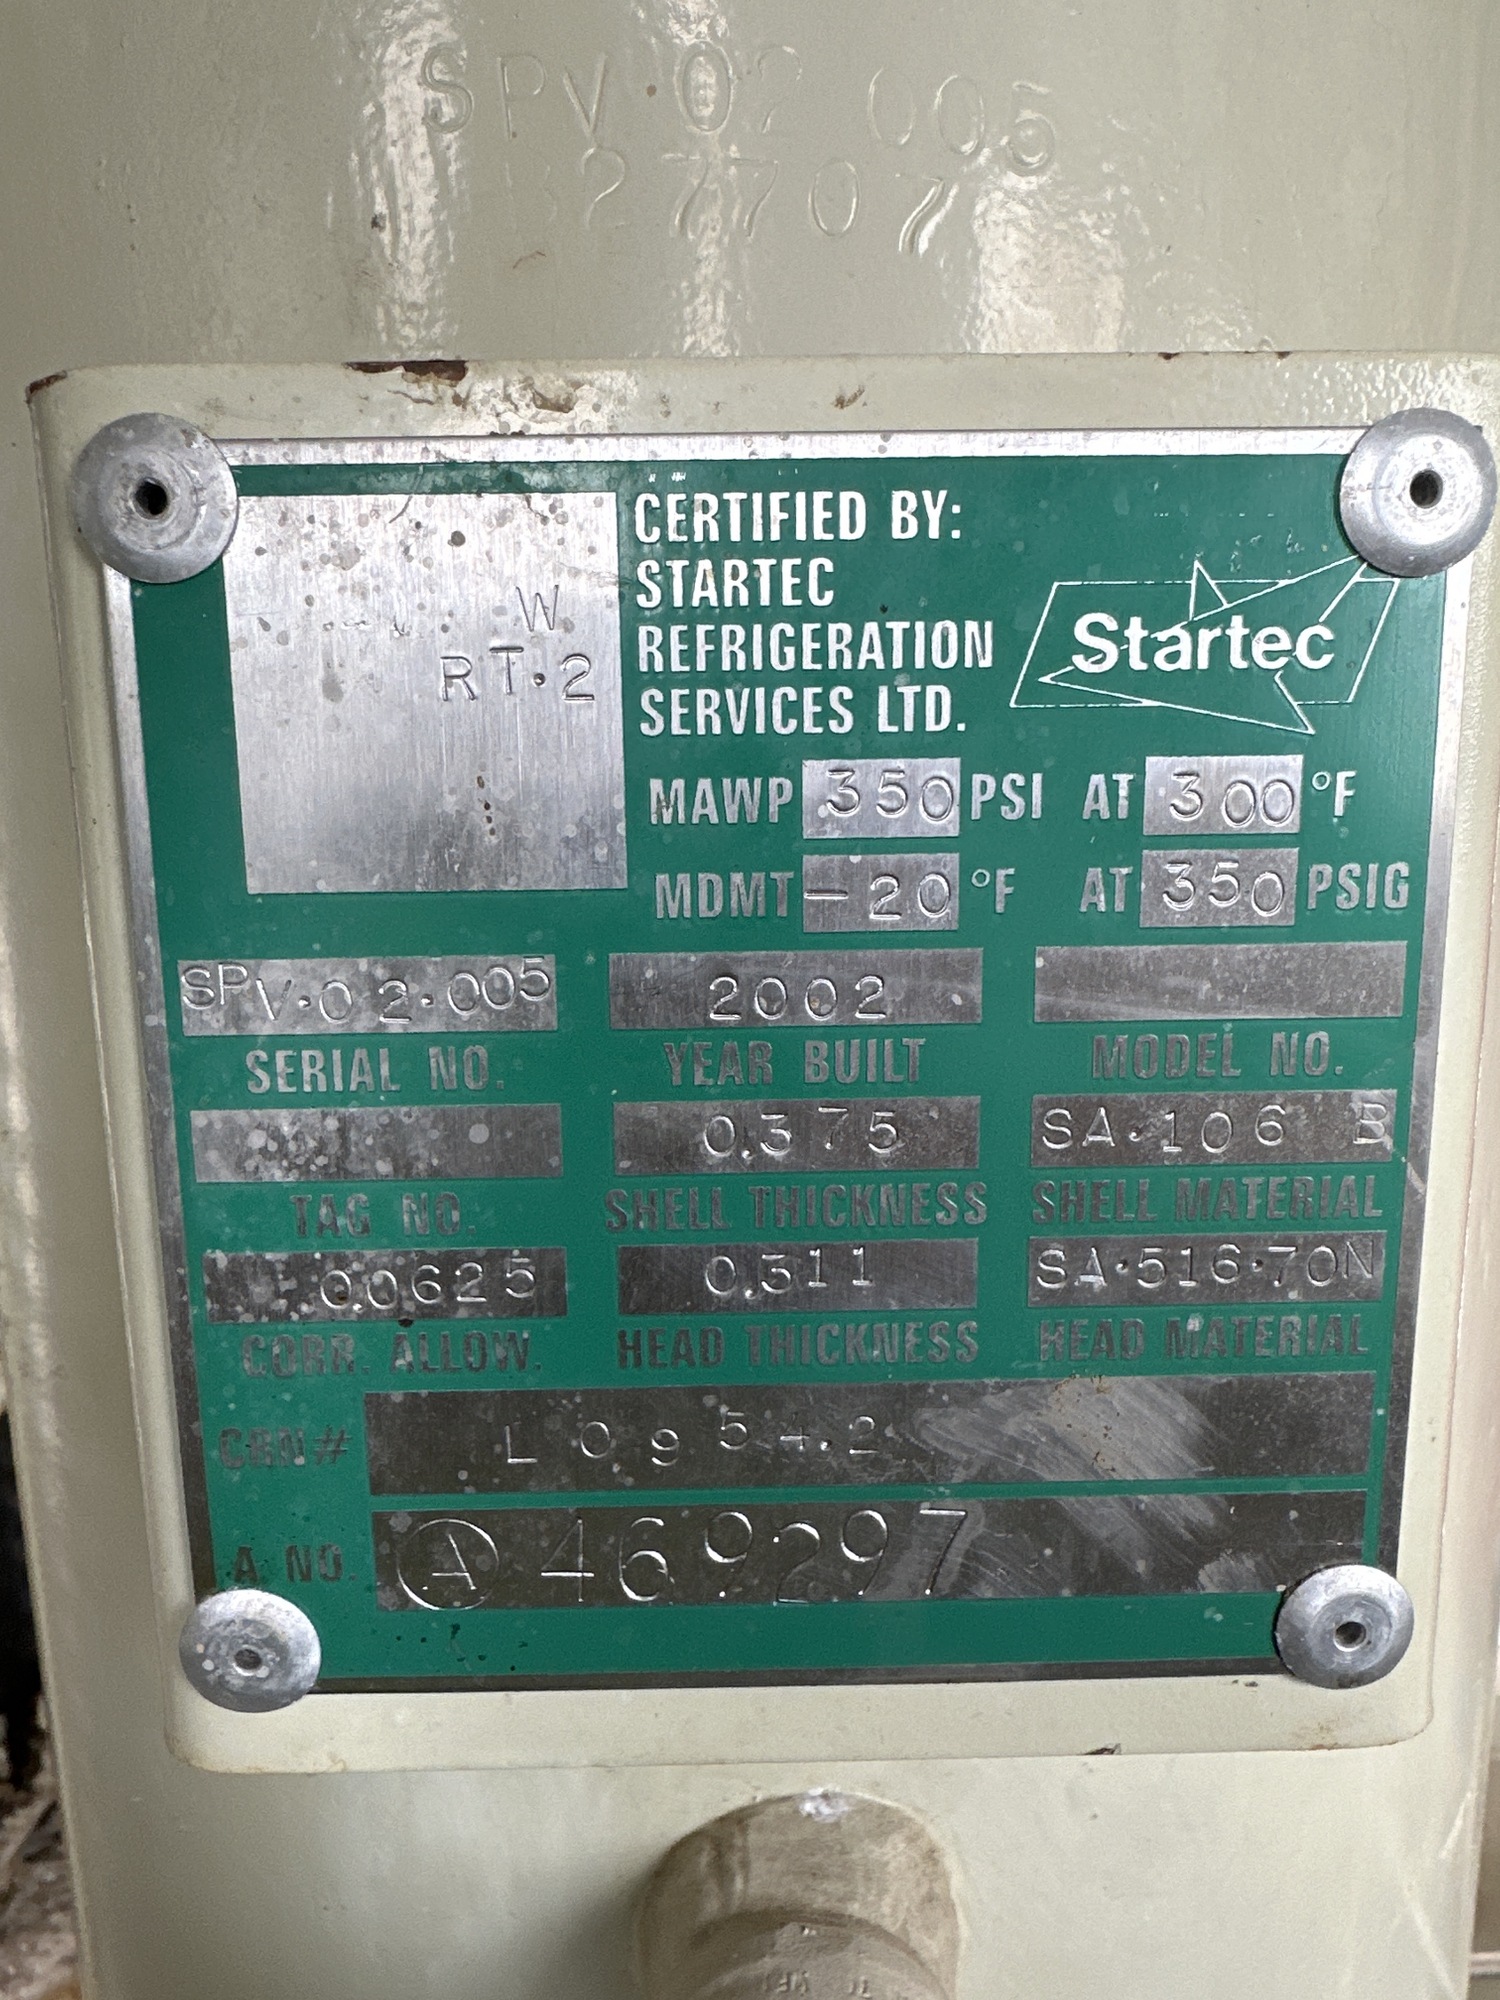 SPV·02 005
B27707
W
RT·2
CERTIFIED BY:
STARTEC
REFRIGERATION
SERVICES LTD.
Startec
MAWP 350 PSI AT 300 °F
MDMT -20 °F AT 350 PSIG
SPV·02·005 2002
SERIAL NO. YEAR BUILT MODEL NO.
0.375 SA·106 B
TAG NO. SHELL THICKNESS SHELL MATERIAL
0.0625 0.311 SA·516·70N
CORR. ALLOW. HEAD THICKNESS HEAD MATERIAL
CRN# L0954.2
A NO. A 469297